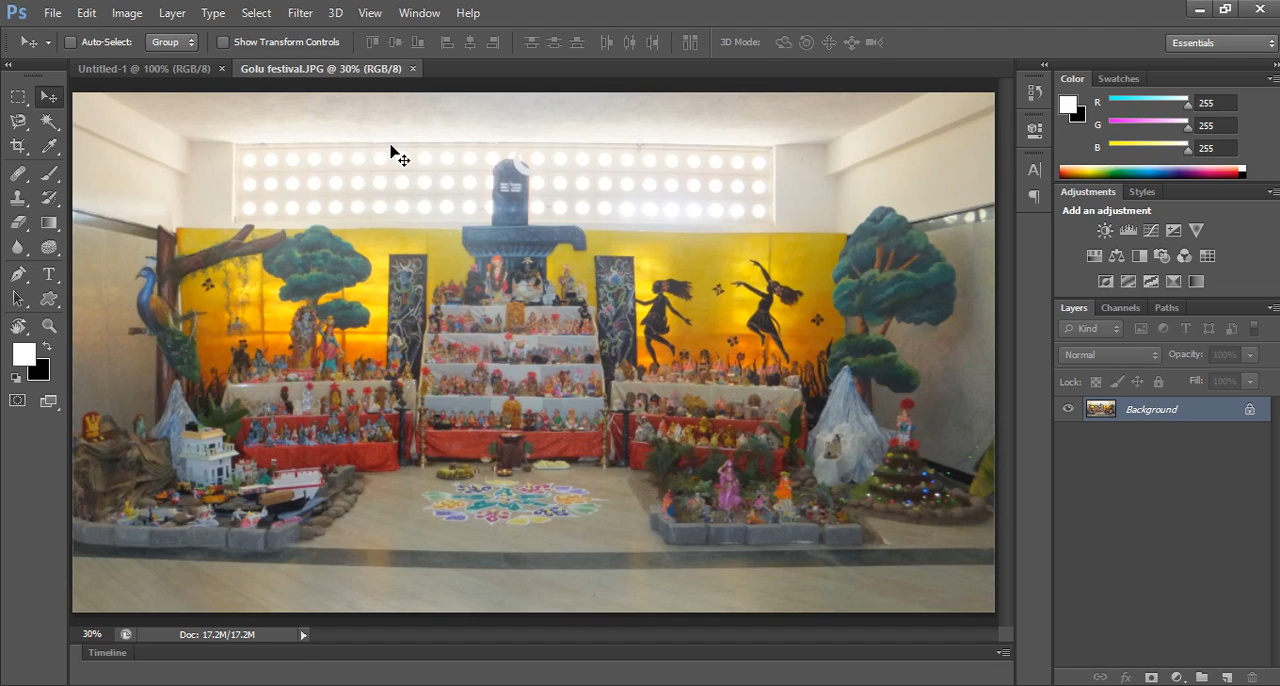 Ps File Edit Image Layer Type Select Filter 3D View Window Help
Auto-Select: Group Show Transform Controls 3D Mode: Essentials
Untitled-1 @ 100% (RGB/8) × Golu festival.JPG @ 30% (RGB/8) ×
Color Swatches
R 255
G 255
B 255
Adjustments Styles
Add an adjustment
Layers Channels Paths
Kind
Normal Opacity: 100%
Lock: Fill: 100%
Background
30% Doc: 17.2M/17.2M
Timeline